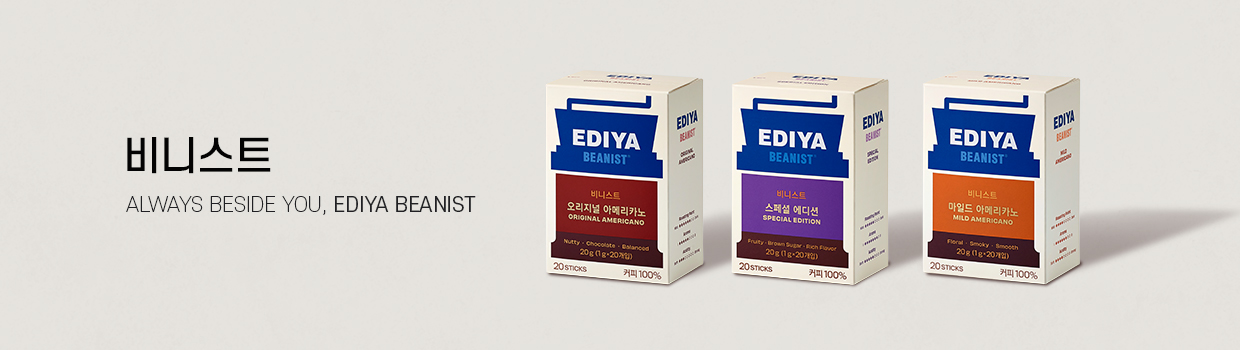 비니스트
ALWAYS BESIDE YOU, EDIYA BEANIST
EDIYA
BEANIST
비니스트
오리지널 아메리카노
ORIGINAL AMERICANO
Nutty · Chocolate · Balanced
20g (1g×20개입)
20 STICKS
커피 100%
EDIYA
BEANIST
ORIGINAL
AMERICANO
EDIYA
BEANIST
비니스트
스페셜 에디션
SPECIAL EDITION
Fruity · Brown Sugar · Rich Flavor
20g (1g×20개입)
20 STICKS
커피 100%
EDIYA
BEANIST
SPECIAL
EDITION
EDIYA
BEANIST
비니스트
마일드 아메리카노
MILD AMERICANO
Floral · Smoky · Smooth
20g (1g×20개입)
20 STICKS
커피 100%
EDIYA
BEANIST
MILD
AMERICANO